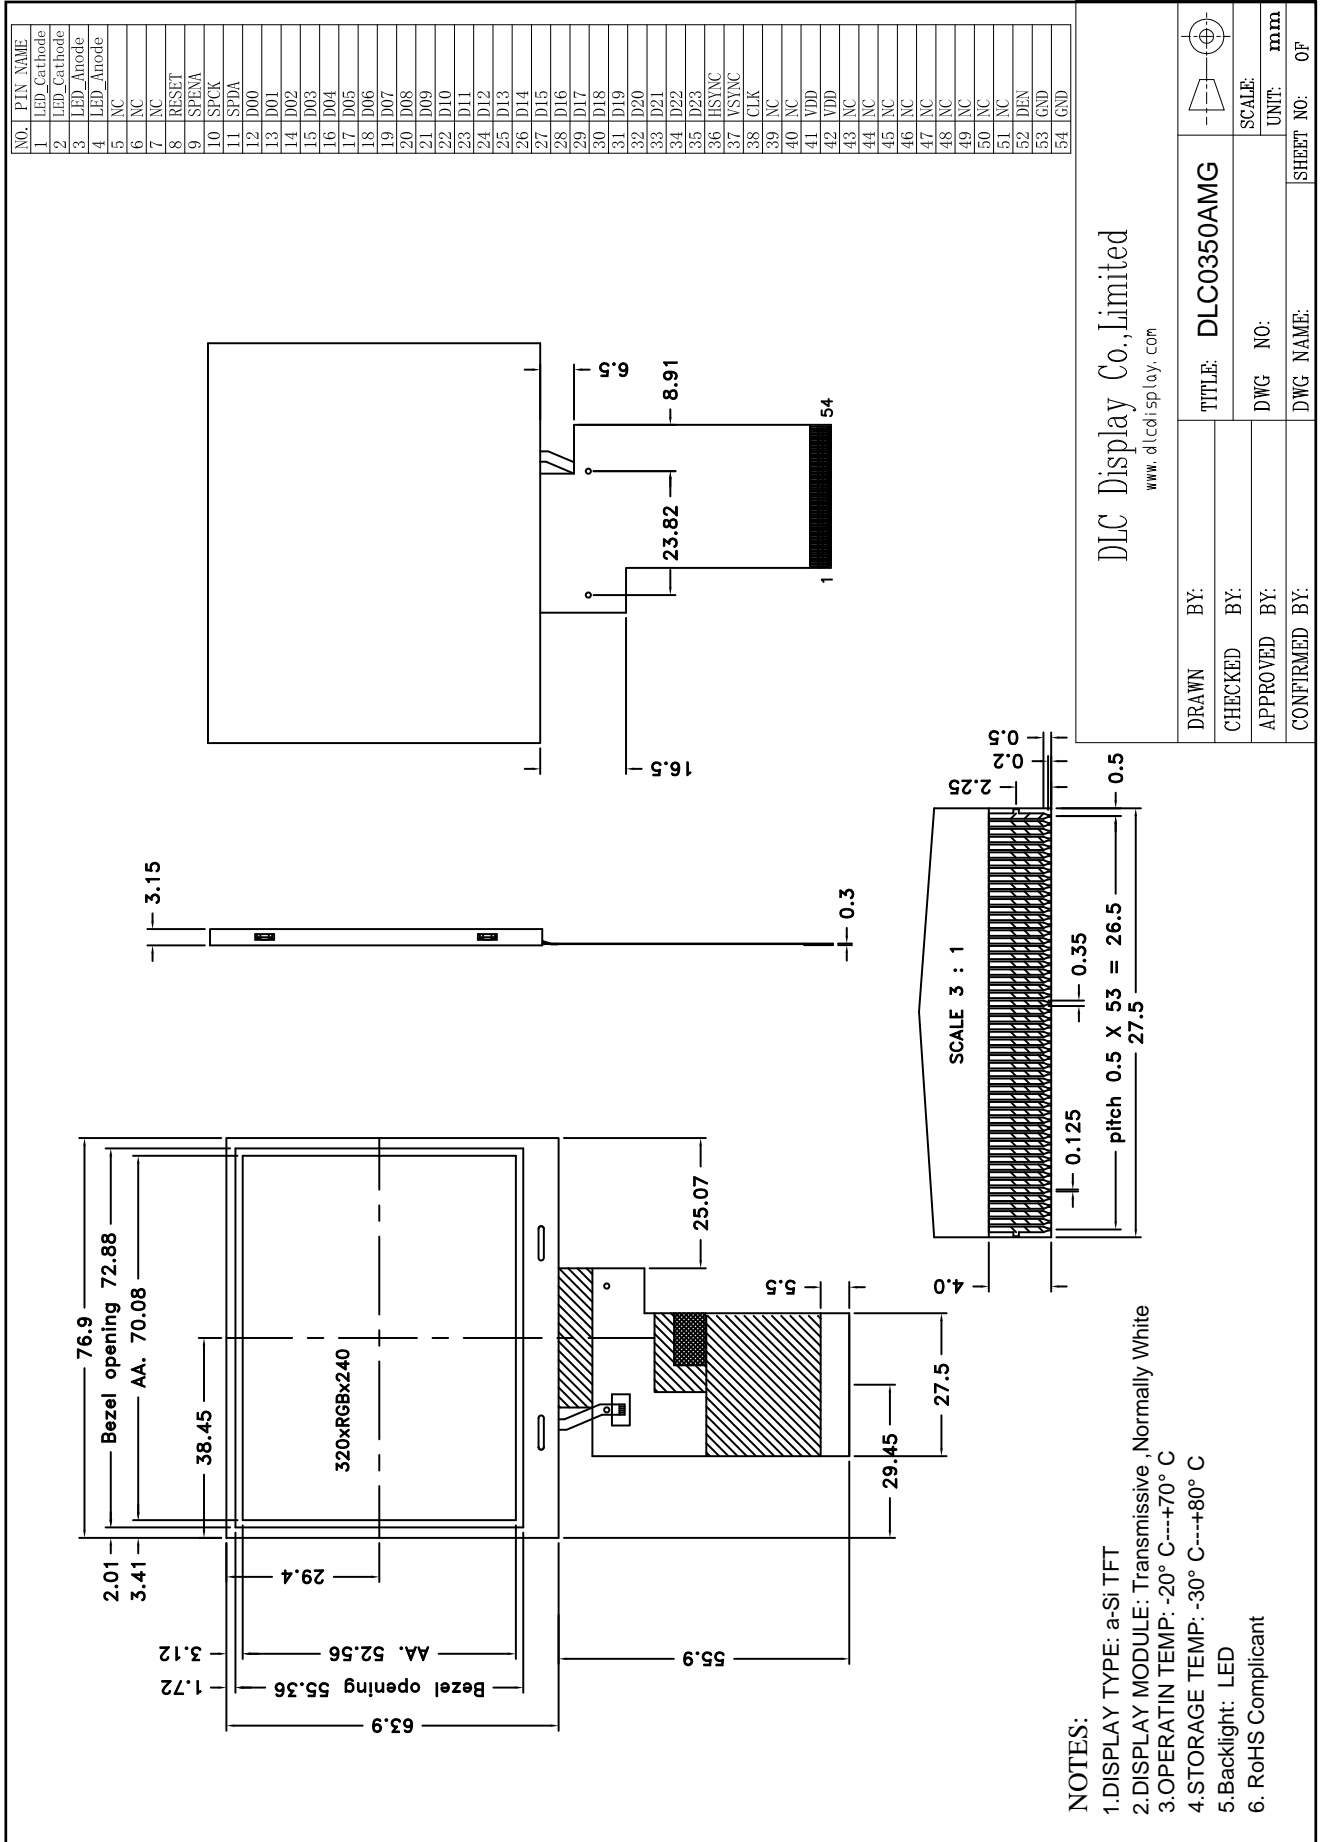 NO. PIN NAME
1 LED_Cathode
2 LED_Cathode
3 LED_Anode
4 LED_Anode
5 NC
6 NC
7 NC
8 RESET
9 SPENA
10 SPCK
11 SPDA
12 D00
13 D01
14 D02
15 D03
16 D04
17 D05
18 D06
19 D07
20 D08
21 D09
22 D10
23 D11
24 D12
25 D13
26 D14
27 D15
28 D16
29 D17
30 D18
31 D19
32 D20
33 D21
34 D22
35 D23
36 HSYNC
37 VSYNC
38 CLK
39 NC
40 NC
41 VDD
42 VDD
43 NC
44 NC
45 NC
46 NC
47 NC
48 NC
49 NC
50 NC
51 NC
52 DEN
53 GND
54 GND
76.9
Bezel opening 72.88
AA. 70.08
2.01
3.41
38.45
320xRGBx240
29.4
3.12
1.72
AA. 52.56
Bezel opening 55.36
63.9
55.9
25.07
5.5
27.5
29.45
3.15
0.3
6.5
8.91
23.82
16.5
1
54
SCALE 3 : 1
4.0
2.25
0.2
0.5
0.5
0.35
0.125
pitch 0.5 X 53 = 26.5
27.5
NOTES:
1.DISPLAY TYPE: a-Si TFT
2.DISPLAY MODULE: Transmissive ,Normally White
3.OPERATIN TEMP: -20° C---+70° C
4.STORAGE TEMP: -30° C---+80° C
5.Backlight: LED
6. RoHS Complicant
DLC Display Co.,Limited
www.dlcdisplay.com
DRAWN BY:
CHECKED BY:
APPROVED BY:
CONFIRMED BY:
TITLE: DLC0350AMG
DWG NO:
DWG NAME:
SCALE:
UNIT: mm
SHEET NO: OF